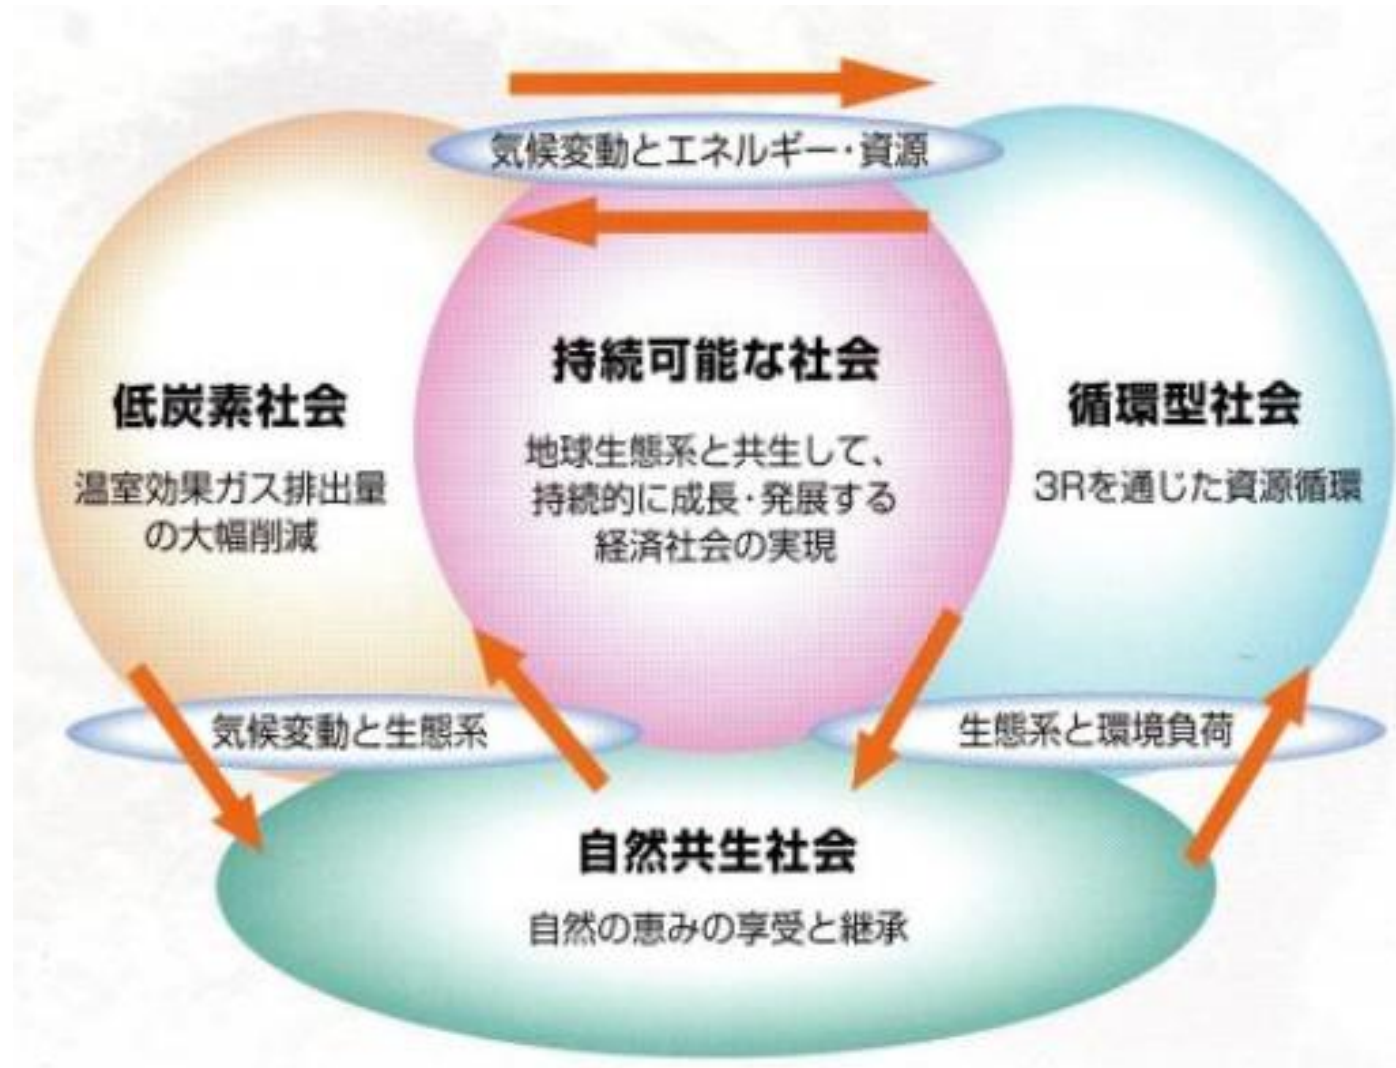 気候変動とエネルギー・資源
持続可能な社会
地球生態系と共生して、
持続的に成長・発展する
経済社会の実現
低炭素社会
温室効果ガス排出量
の大幅削減
循環型社会
3Rを通じた資源循環
気候変動と生態系
生態系と環境負荷
自然共生社会
自然の恵みの享受と継承